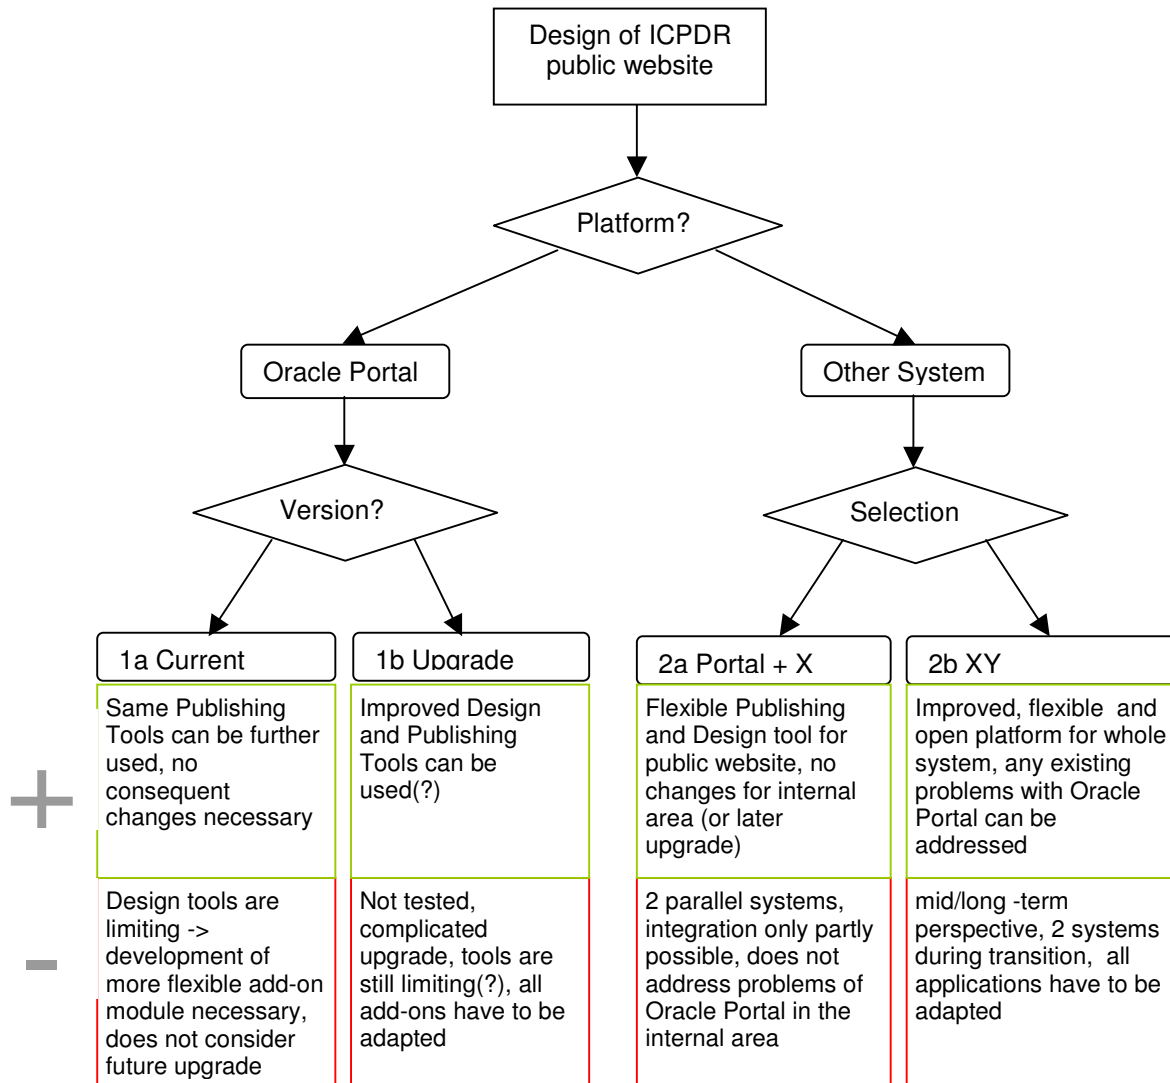 Design of ICPDR
public website
Platform?
Oracle Portal
Other System
Version?
Selection
1a Current
1b Upgrade
2a Portal + X
2b XY
+
Same Publishing
Tools can be further
used, no
consequent
changes necessary
Improved Design
and Publishing
Tools can be
used(?)
Flexible Publishing
and Design tool for
public website, no
changes for internal
area (or later
upgrade)
Improved, flexible and
open platform for whole
system, any existing
problems with Oracle
Portal can be
addressed
-
Design tools are
limiting ->
development of
more flexible add-on
module necessary,
does not consider
future upgrade
Not tested,
complicated
upgrade, tools are
still limiting(?), all
add-ons have to be
adapted
2 parallel systems,
integration only partly
possible, does not
address problems of
Oracle Portal in the
internal area
mid/long -term
perspective, 2 systems
during transition, all
applications have to be
adapted